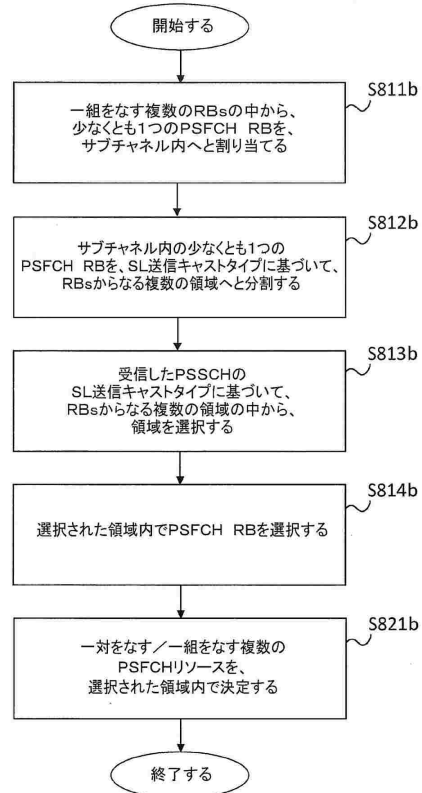 開始する
S811b
一組をなす複数のRBsの中から、
少なくとも1つのPSFCH RBを、
サブチャネル内へと割り当てる
S812b
サブチャネル内の少なくとも1つの
PSFCH RBを、SL送信キャストタイプに基づいて、
RBsからなる複数の領域へと分割する
S813b
受信したPSSCHの
SL送信キャストタイプに基づいて、
RBsからなる複数の領域の中から、
領域を選択する
S814b
選択された領域内でPSFCH RBを選択する
S821b
一対をなす／一組をなす複数の
PSFCHリソースを、
選択された領域内で決定する
終了する